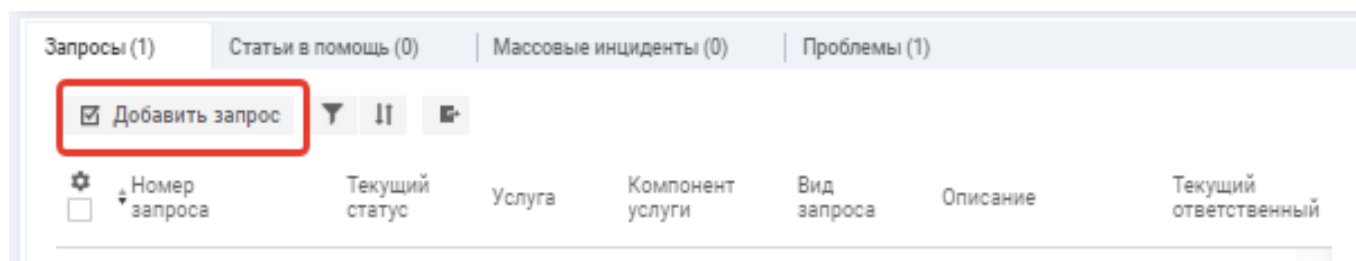 Запросы (1) Статьи в помощь (0) Массовые инциденты (0) Проблемы (1)
Добавить запрос
Номер запроса Текущий статус Услуга Компонент услуги Вид запроса Описание Текущий ответственный